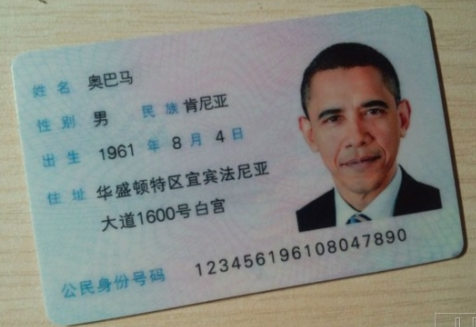 姓名 奥巴马
性别 男 民族 肯尼亚
出生 1961 年 8 月 4 日
住址 华盛顿特区宜宾法尼亚
大道1600号白宫
公民身份号码 123456196108047890